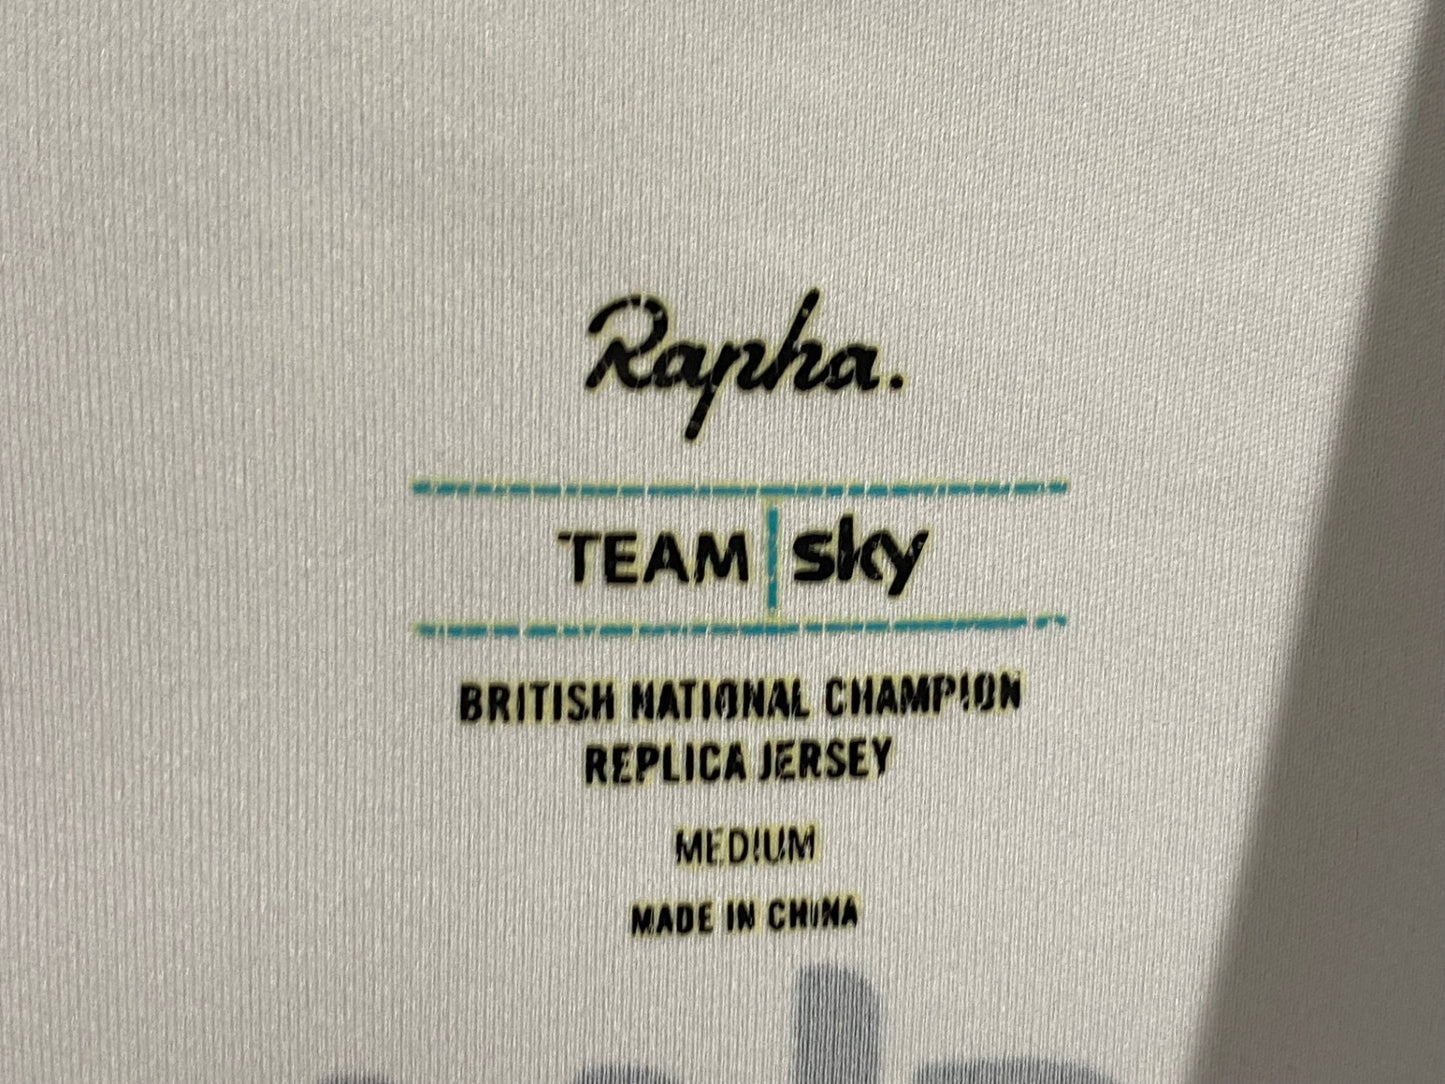 Rapha.
TEAM sky
BRITISH NATIONAL CHAMPION
REPLICA JERSEY
MEDIUM
MADE IN CHINA